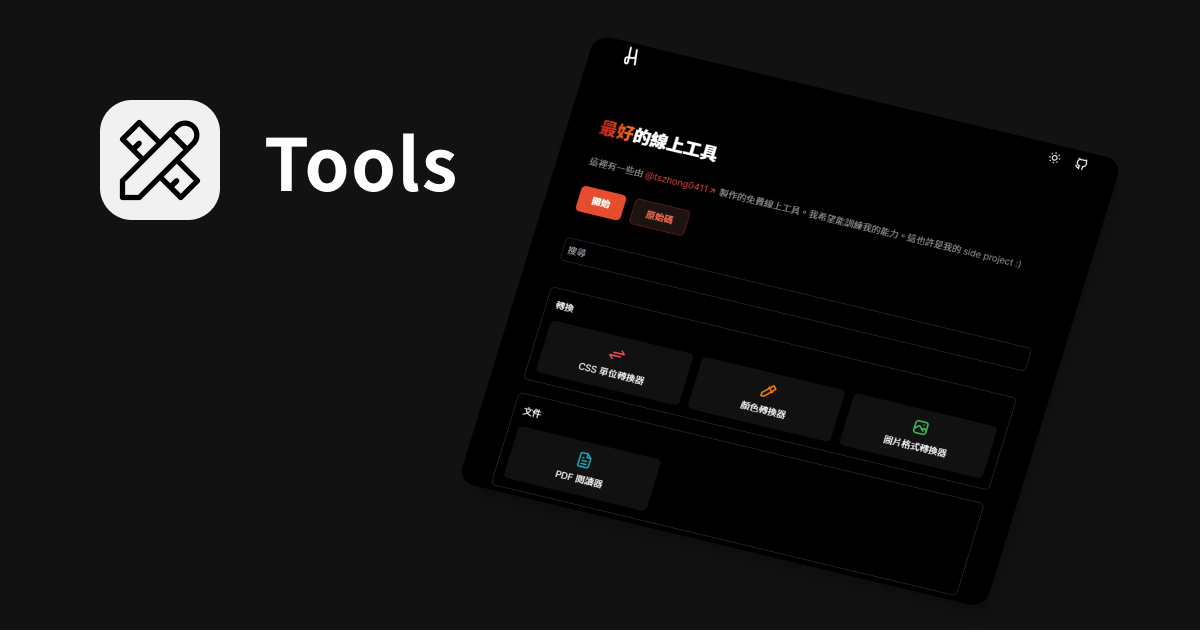 Tools
最好的線上工具
這裡有一些由 @tszhong0411 製作的免費線上工具。我希望能訓練我的能力。這也許是我的 side project :)
開始
原始碼
搜尋
轉換
CSS 單位轉換器
顏色轉換器
圖片格式轉換器
文件
PDF 閱讀器